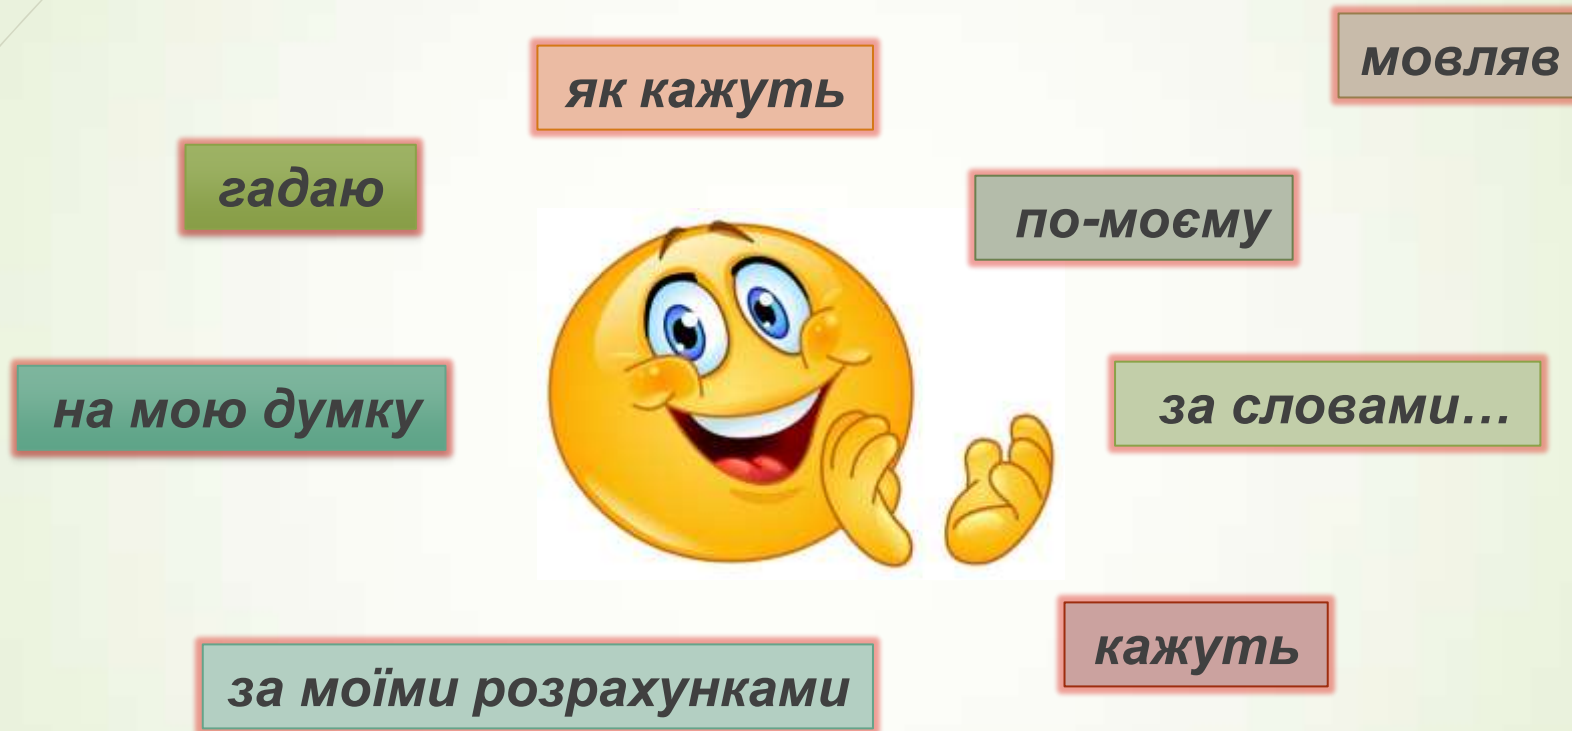 мовляв
як кажуть
гадаю
по-моєму
на мою думку
за словами...
кажуть
за моїми розрахунками